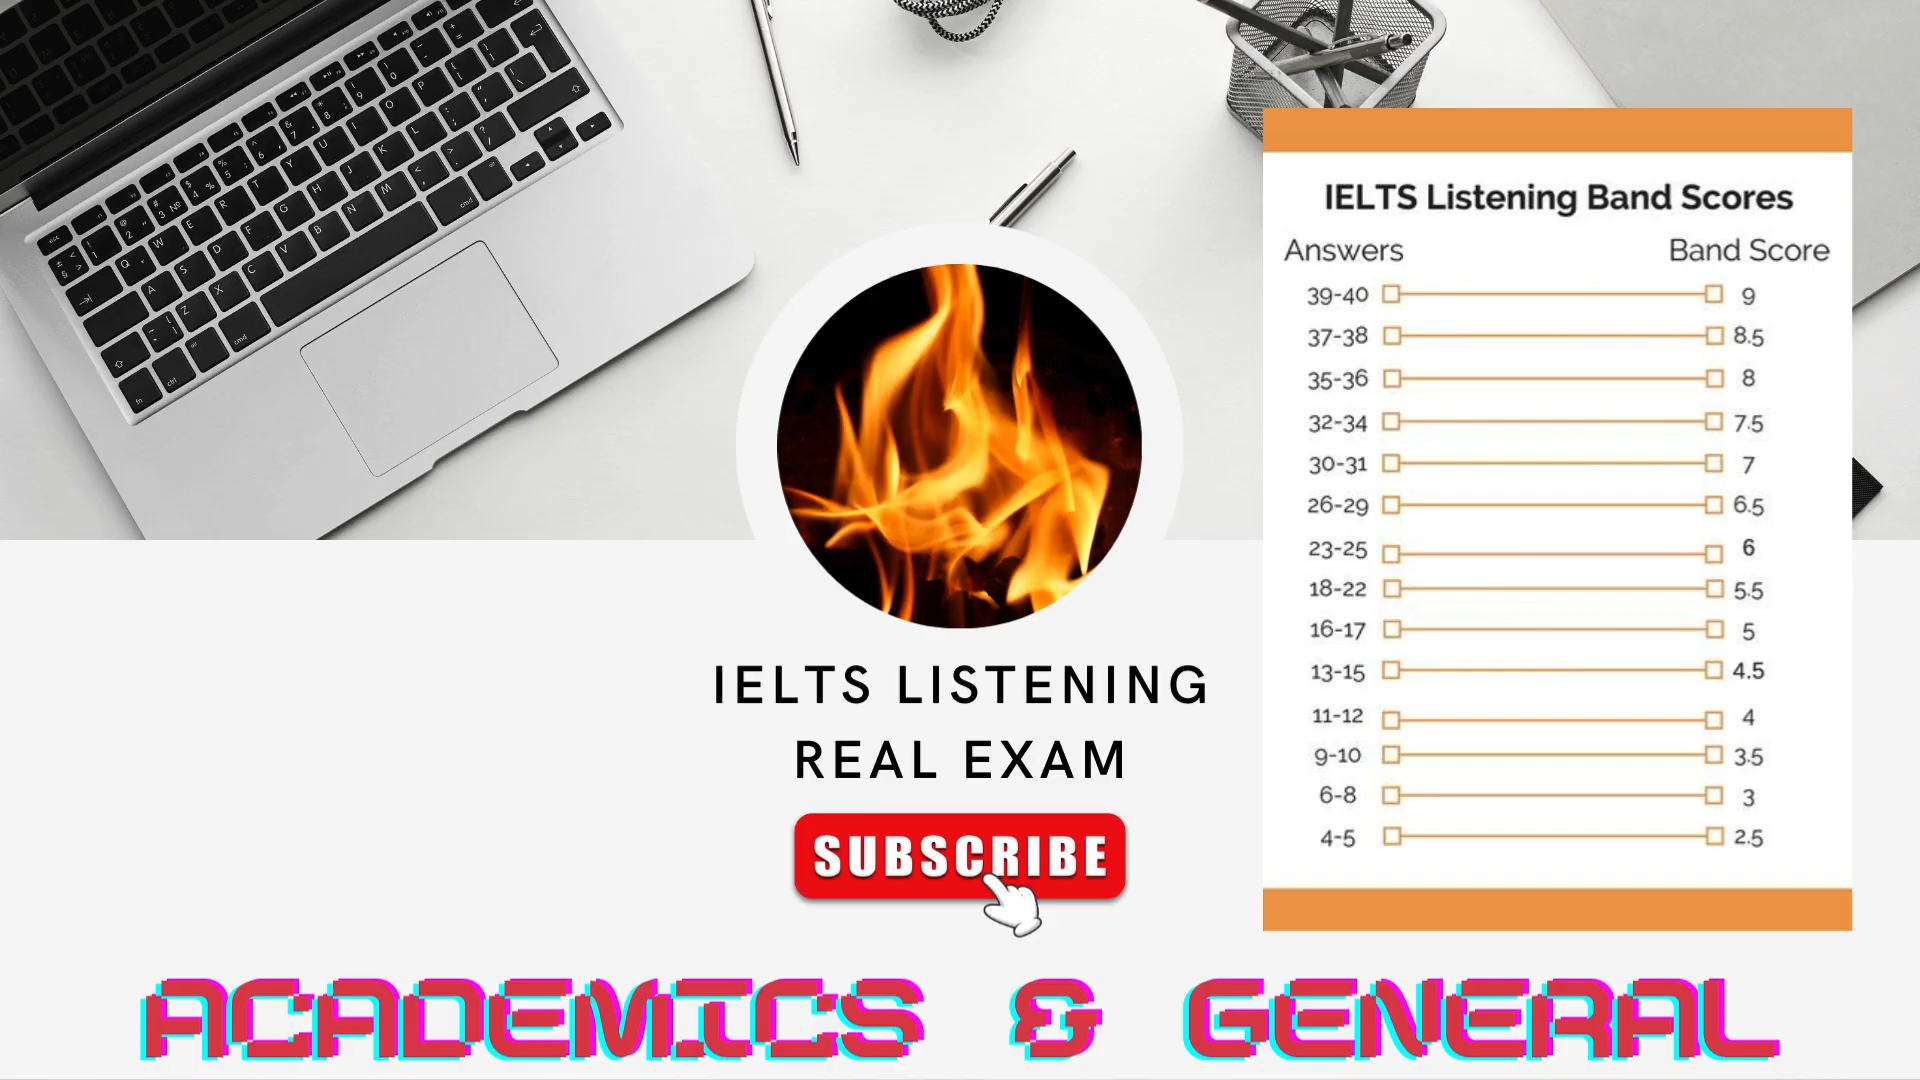 IELTS Listening Band Scores
Answers Band Score
39-40 9
37-38 8.5
35-36 8
32-34 7.5
30-31 7
26-29 6.5
23-25 6
18-22 5.5
16-17 5
13-15 4.5
11-12 4
9-10 3.5
6-8 3
4-5 2.5
IELTS LISTENING
REAL EXAM
SUBSCRIBE
ACADEMICS & GENERAL